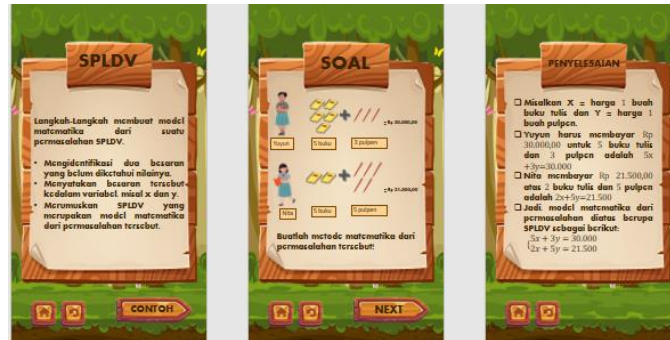 SPLDV
Langkah-Langkah membuat model
matematika dari suatu
permasalahan SPLDV.
• Mengidentifikasi dua besaran
yang belum diketahui nilainya.
• Menyatakan besaran tersebut
kedalam variabel, misal x dan y.
• Merumuskan SPLDV yang
merupakan model matematika
dari permasalahan tersebut.
CONTOH
SOAL
+
=Rp 30.000,00
Yuyun
5 buku
3 pulpen
+
=Rp 21.500,00
Nita
5 buku
5 pulpen
Buatlah metode matematika dari
permasalahan tersebut!
NEXT
PENYELESAIAN
❑ Misalkan X = harga 1 buah
buku tulis dan Y = harga 1
buah pulpen.
❑ Yuyun harus membayar Rp
30.000,00 untuk 5 buku tulis
dan 3 pulpen adalah 5x
+3y=30.000
❑ Nita membayar Rp 21.500,00
atas 2 buku tulis dan 5 pulpen
adalah 2x+5y=21.500
❑ Jadi, model matematika dari
permasalahan diatas berupa
SPLDV sebagai berikut:
{5x + 3y = 30.000
2x + 5y = 21.500